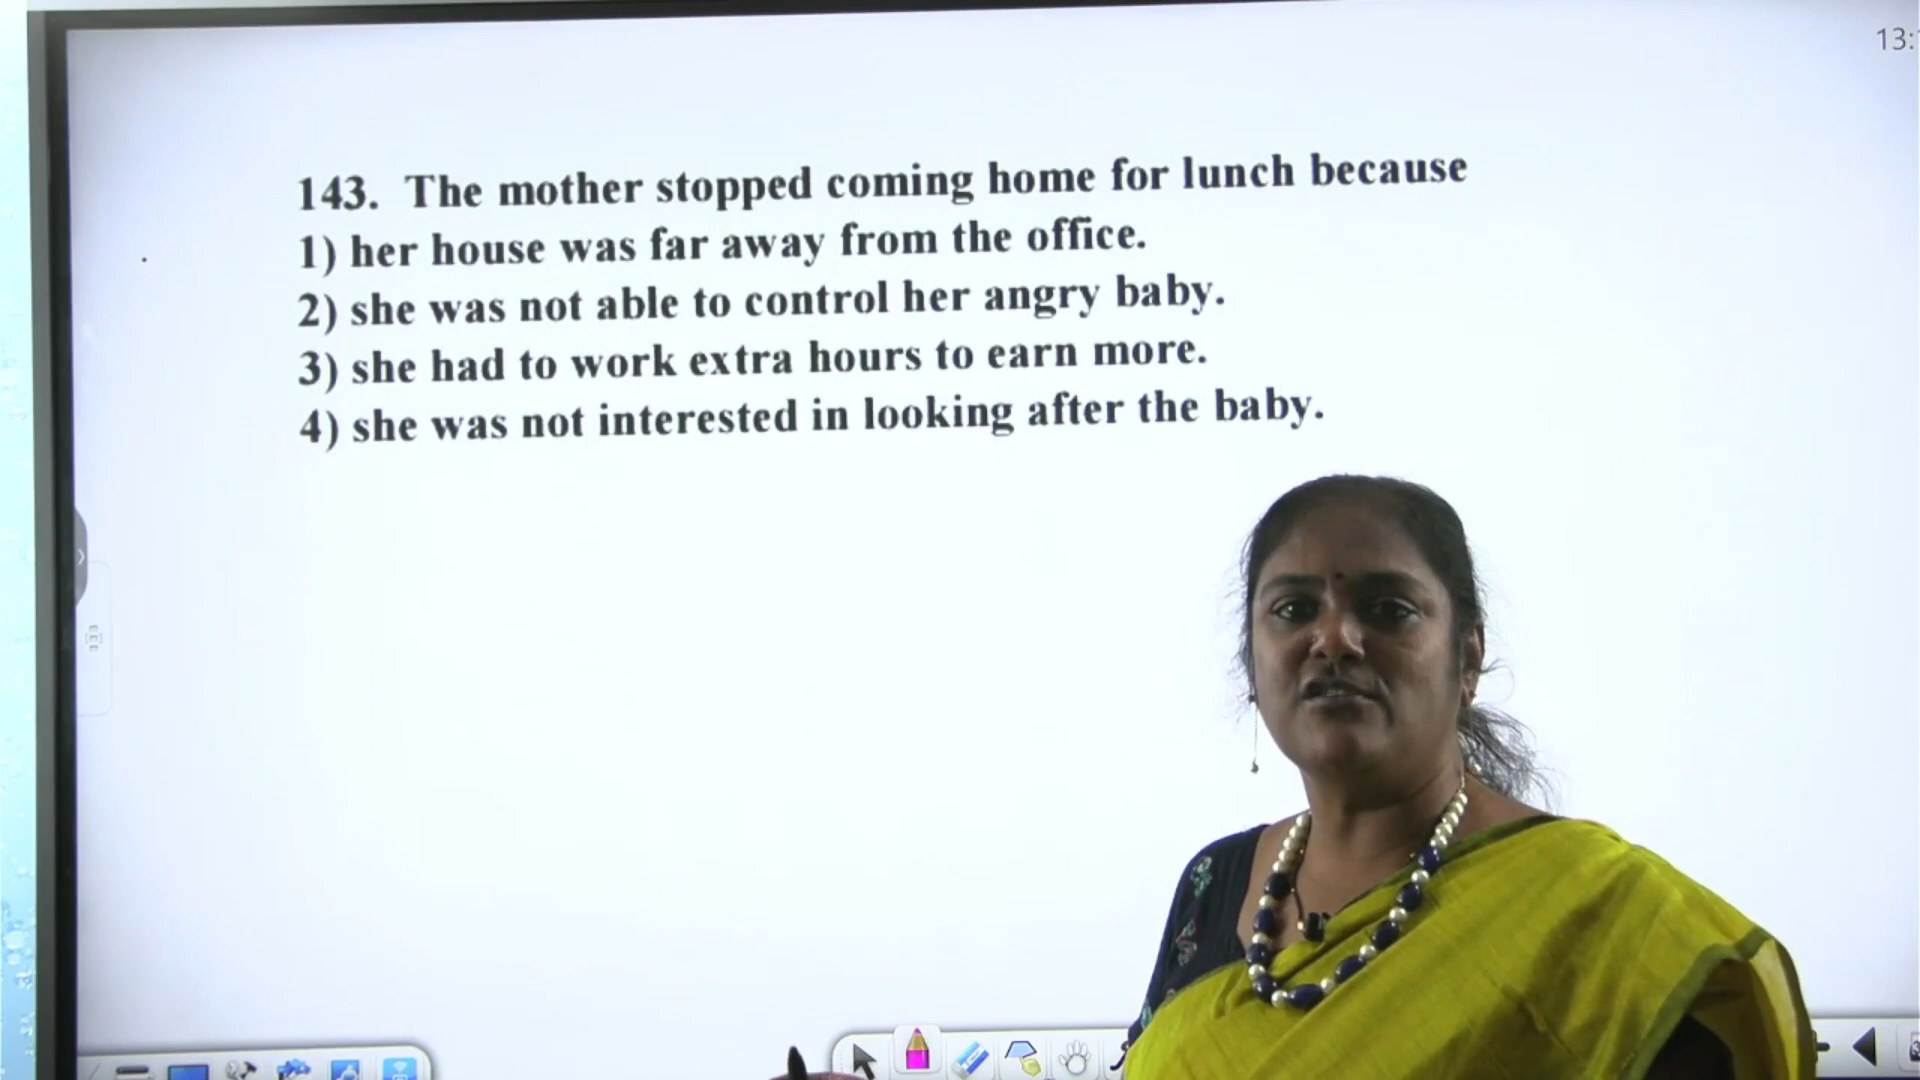 143. The mother stopped coming home for lunch because
1) her house was far away from the office.
2) she was not able to control her angry baby.
3) she had to work extra hours to earn more.
4) she was not interested in looking after the baby.